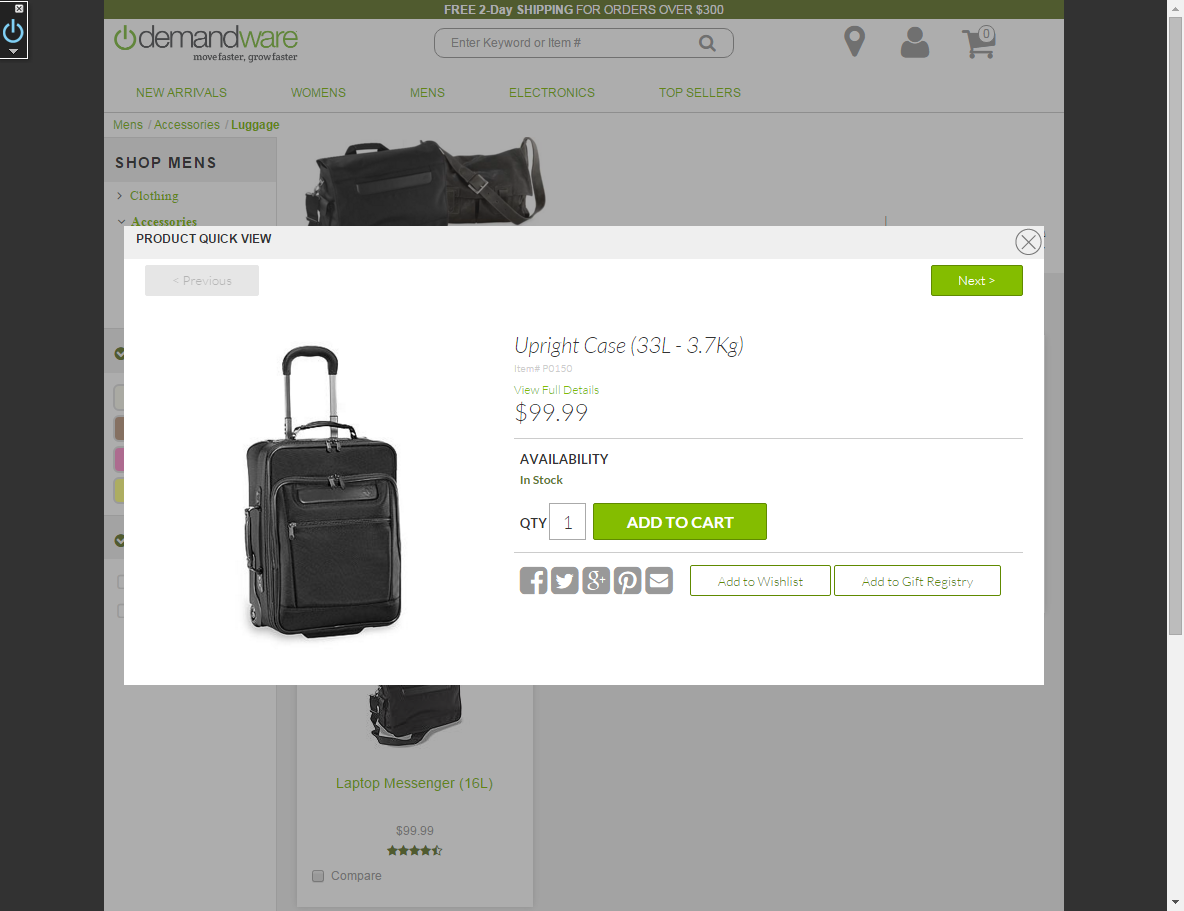 FREE 2-Day SHIPPING FOR ORDERS OVER $300
demandware
move faster, grow faster
Enter Keyword or Item #
0
NEW ARRIVALS WOMENS MENS ELECTRONICS TOP SELLERS
Mens / Accessories / Luggage
SHOP MENS
> Clothing
Accessories
PRODUCT QUICK VIEW
< Previous
Next >
Upright Case (33L - 3.7Kg)
Item# P0150
View Full Details
$99.99
AVAILABILITY
In Stock
QTY 1 ADD TO CART
Add to Wishlist Add to Gift Registry
Laptop Messenger (16L)
$99.99
Compare